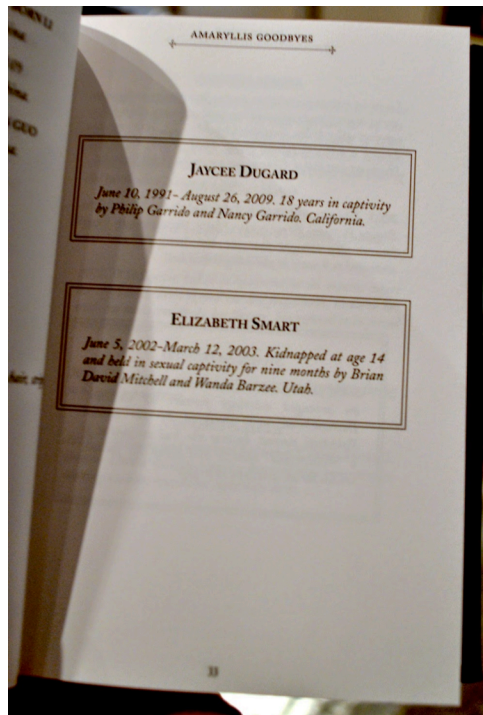 AMARYLLIS GOODBYES
JAYCEE DUGARD
June 10, 1991– August 26, 2009. 18 years in captivity
by Philip Garrido and Nancy Garrido. California.
ELIZABETH SMART
June 5, 2002–March 12, 2003. Kidnapped at age 14
and held in sexual captivity for nine months by Brian
David Mitchell and Wanda Barzee. Utah.
33